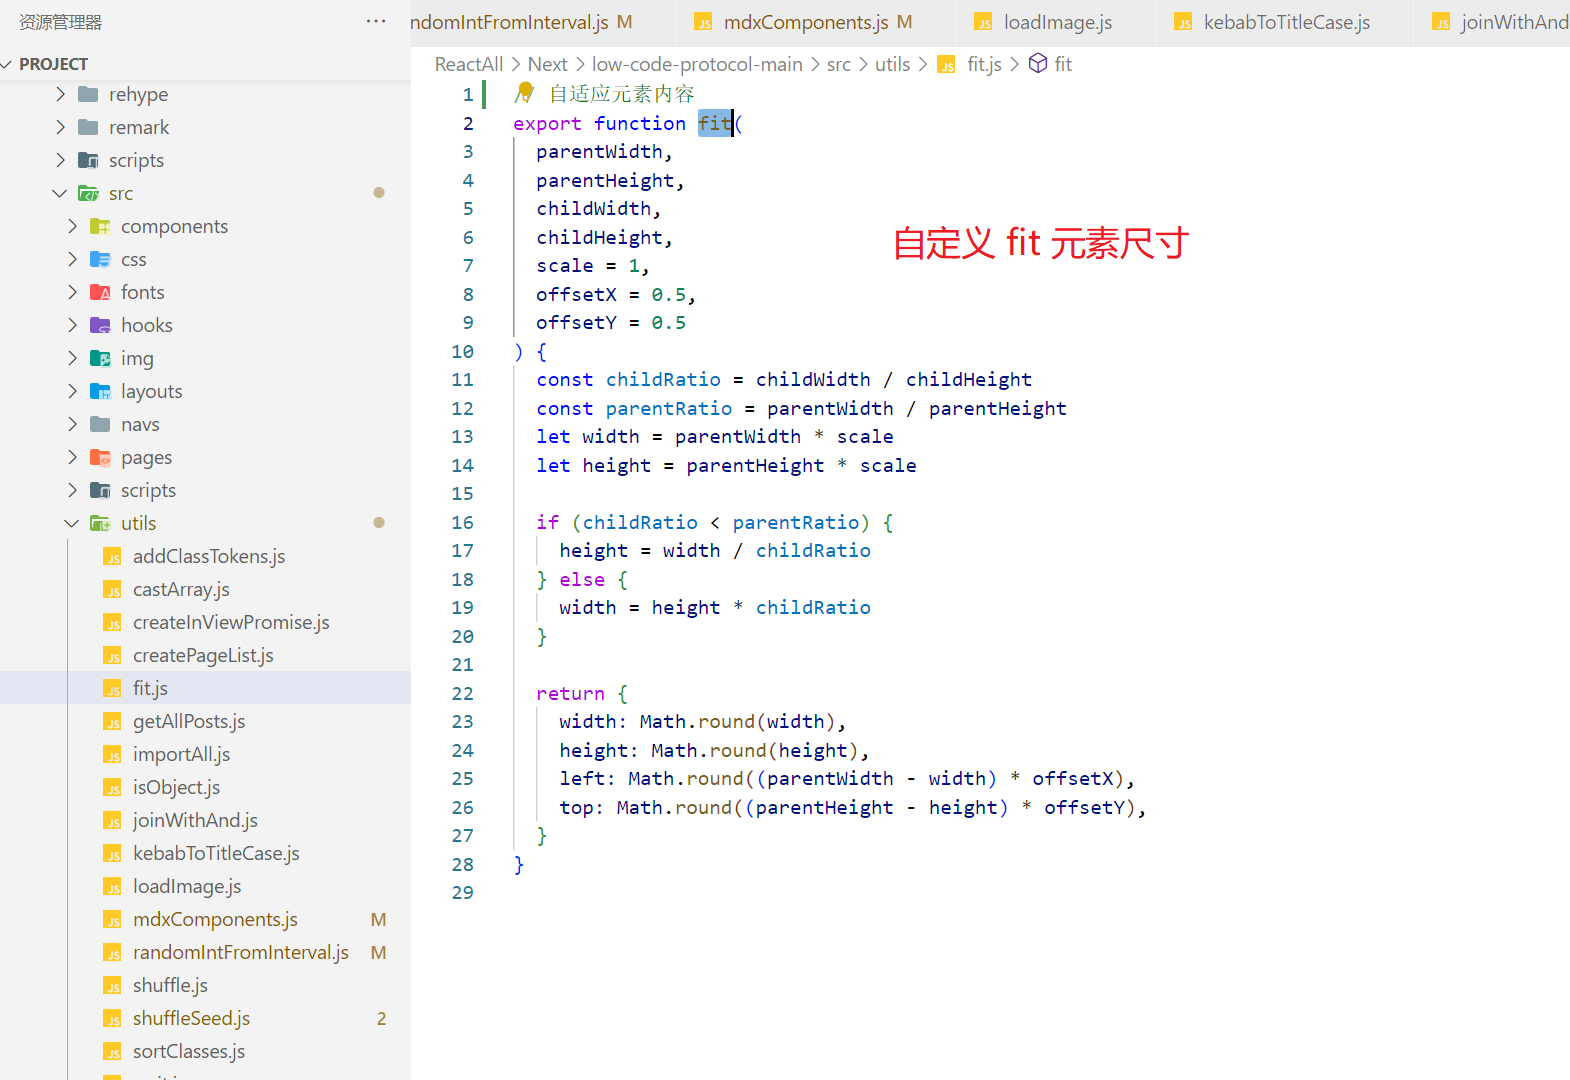 资源管理器
···
PROJECT
rehype
remark
scripts
src
components
css
fonts
hooks
img
layouts
navs
pages
scripts
utils
addClassTokens.js
castArray.js
createInViewPromise.js
createPageList.js
fit.js
getAllPosts.js
importAll.js
isObject.js
joinWithAnd.js
kebabToTitleCase.js
loadImage.js
mdxComponents.js M
randomIntFromInterval.js M
shuffle.js
shuffleSeed.js 2
sortClasses.js
ndomIntFromInterval.js M
mdxComponents.js M
loadImage.js
kebabToTitleCase.js
joinWithAnd
ReactAll > Next > low-code-protocol-main > src > utils > fit.js > fit
1 // 自适应元素内容
2 export function fit(
3 parentWidth,
4 parentHeight,
5 childWidth,
6 childHeight,
7 scale = 1,
8 offsetX = 0.5,
9 offsetY = 0.5
10 ) {
11 const childRatio = childWidth / childHeight
12 const parentRatio = parentWidth / parentHeight
13 let width = parentWidth * scale
14 let height = parentHeight * scale
15
16 if (childRatio < parentRatio) {
17 height = width / childRatio
18 } else {
19 width = height * childRatio
20 }
21
22 return {
23 width: Math.round(width),
24 height: Math.round(height),
25 left: Math.round((parentWidth - width) * offsetX),
26 top: Math.round((parentHeight - height) * offsetY),
27 }
28 }
29
自定义 fit 元素尺寸